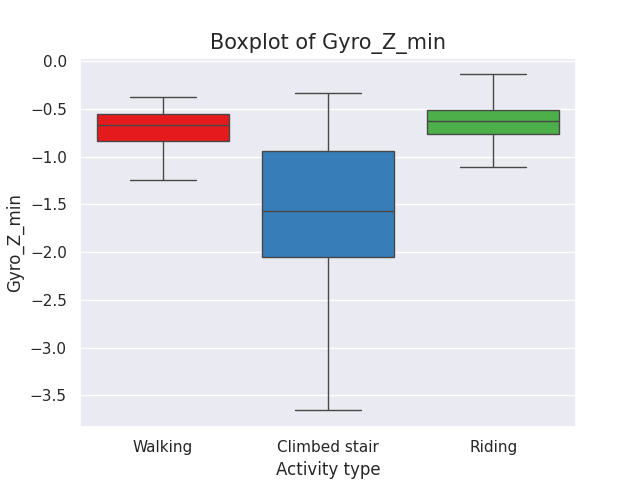 Boxplot of Gyro_Z_min
0.0
−0.5
−1.0
−1.5
−2.0
−2.5
−3.0
−3.5
Gyro_Z_min
Walking
Climbed stair
Riding
Activity type